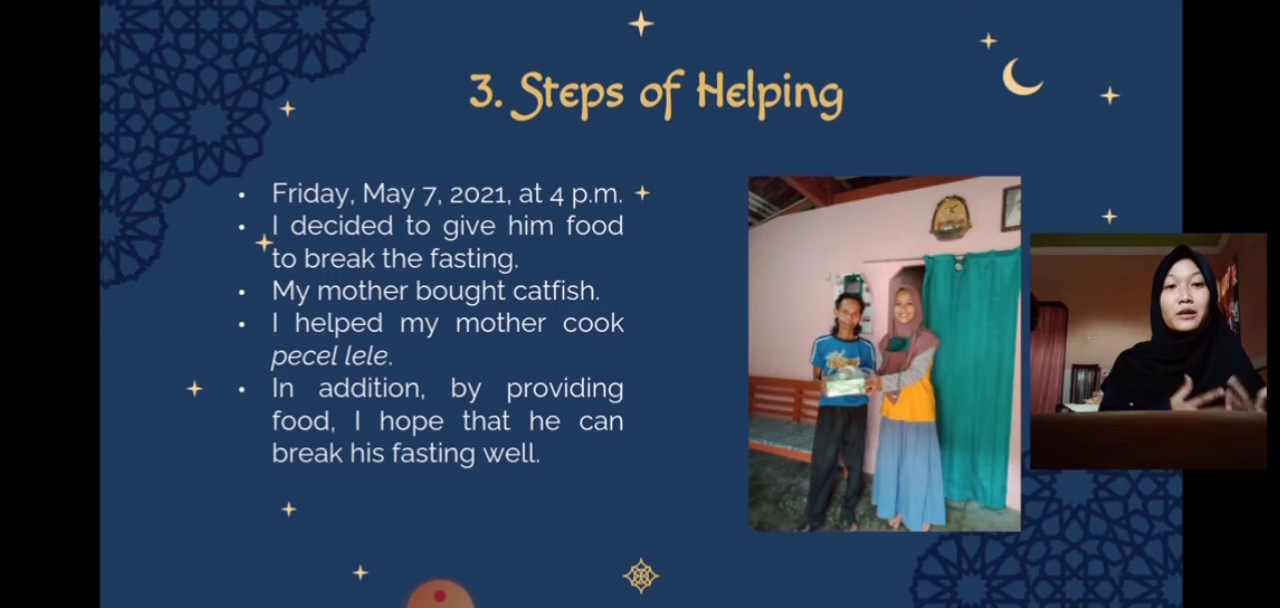 3. Steps of Helping
• Friday, May 7, 2021, at 4 p.m.
• I decided to give him food
to break the fasting.
• My mother bought catfish.
• I helped my mother cook
pecel lele.
• In addition, by providing
food, I hope that he can
break his fasting well.